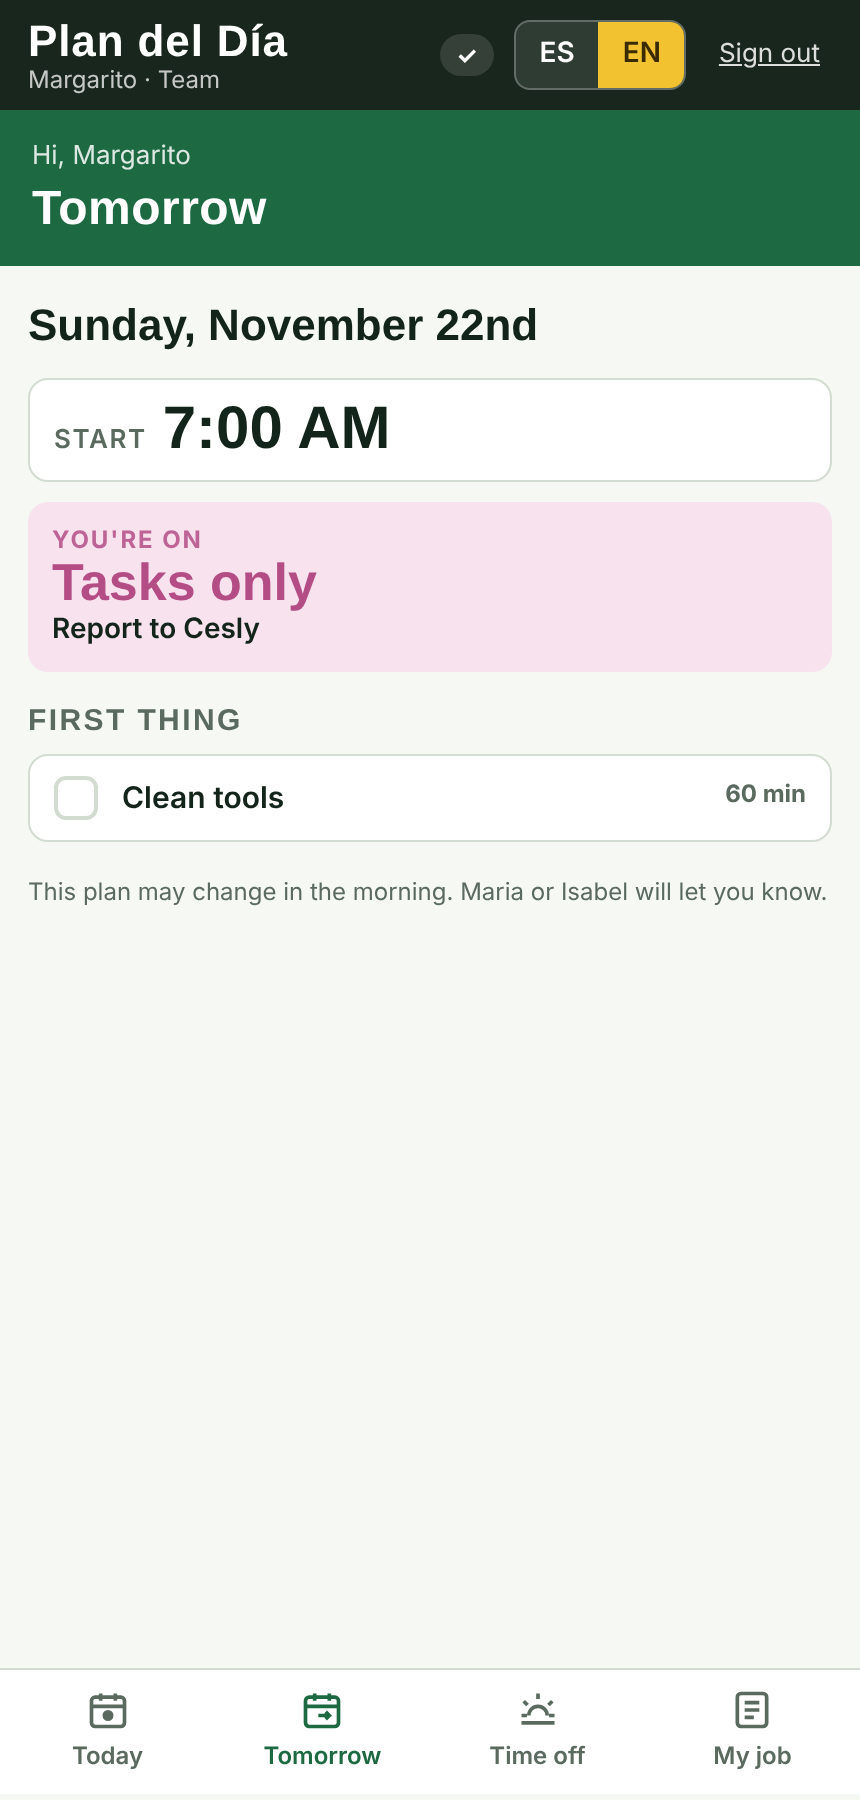 Plan del Día
Margarito · Team
ES
EN
Sign out
Hi, Margarito
Tomorrow
Sunday, November 22nd
START 7:00 AM
YOU'RE ON
Tasks only
Report to Cesly
FIRST THING
Clean tools 60 min
This plan may change in the morning. Maria or Isabel will let you know.
Today
Tomorrow
Time off
My job